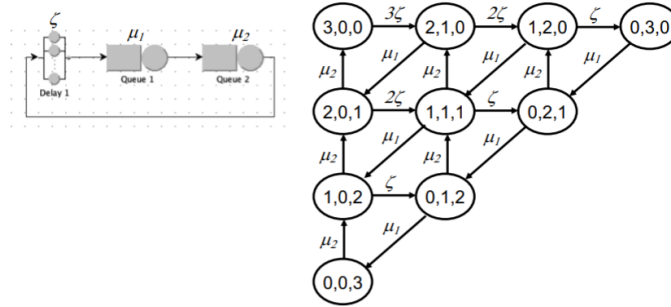 ζ
μ1
μ2
Delay 1
Queue 1
Queue 2
3,0,0
3ζ
2,1,0
2ζ
1,2,0
ζ
0,3,0
μ2
μ1
μ2
μ1
μ2
μ1
2,0,1
2ζ
1,1,1
ζ
0,2,1
μ2
μ1
μ2
μ1
1,0,2
ζ
0,1,2
μ2
μ1
0,0,3